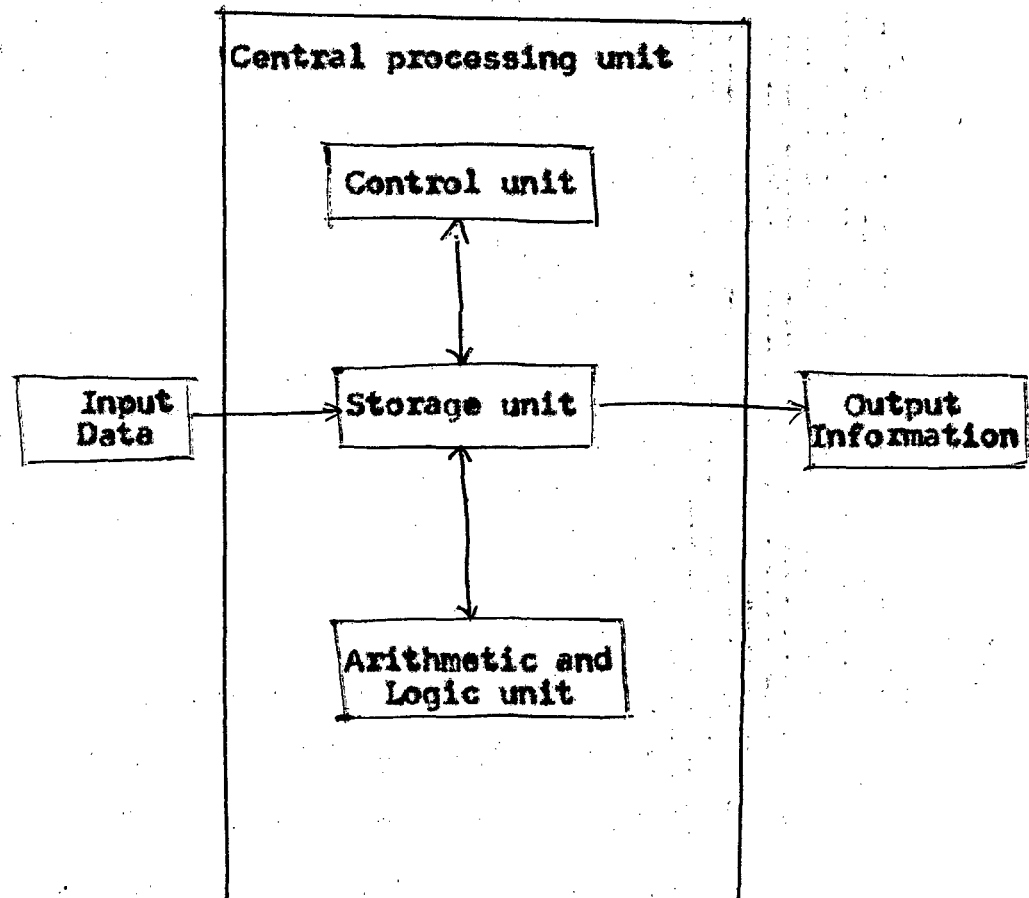 Central processing unit
Control unit
Input
Data
Storage unit
Output
Information
Arithmetic and
Logic unit